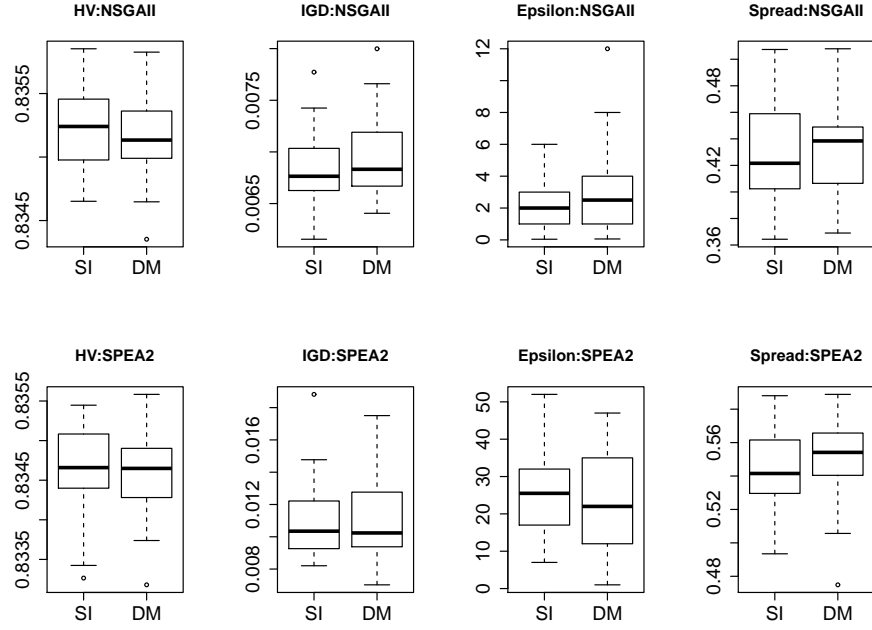 HV:NSGAII
0.8345 0.8355
SI DM
IGD:NSGAII
0.0065 0.0075
SI DM
Epsilon:NSGAII
0 2 4 6 8 10 12
SI DM
Spread:NSGAII
0.36 0.42 0.48
SI DM
HV:SPEA2
0.8335 0.8345 0.8355
SI DM
IGD:SPEA2
0.008 0.012 0.016
SI DM
Epsilon:SPEA2
0 10 20 30 40 50
SI DM
Spread:SPEA2
0.48 0.52 0.56
SI DM